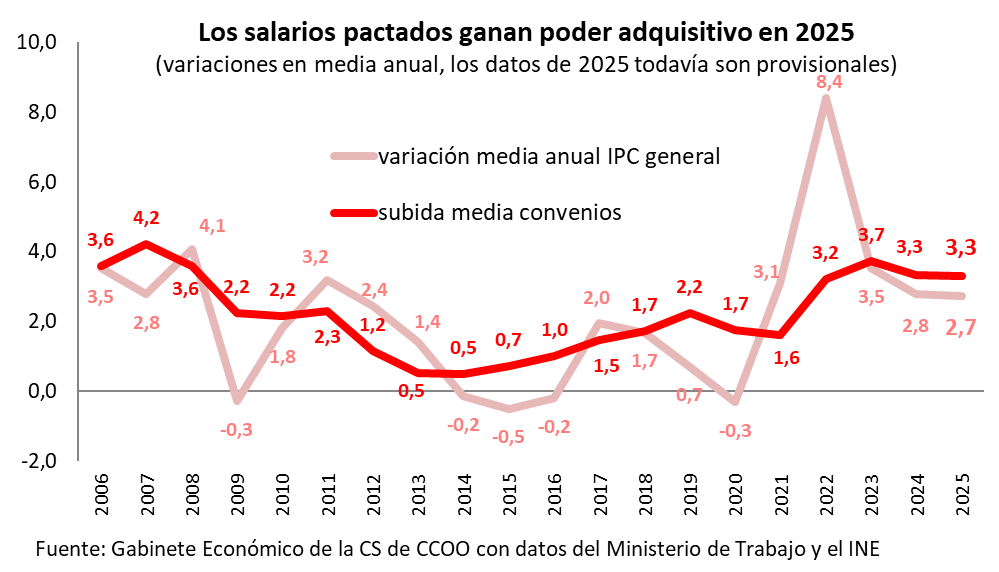 Los salarios pactados ganan poder adquisitivo en 2025
(variaciones en media anual, los datos de 2025 todavía son provisionales)
10,0
8,0
6,0
4,0
2,0
0,0
-2,0
variación media anual IPC general
subida media convenios
3,6 4,2 3,6 2,2 2,2 2,3 1,2 0,5 0,5 0,7 1,0 1,5 1,7 2,2 1,7 1,6 3,2 3,7 3,3 3,3
3,5 2,8 4,1 -0,3 1,8 3,2 2,4 1,4 -0,2 -0,5 -0,2 2,0 1,7 0,7 -0,3 3,1 8,4 3,5 2,8 2,7
2006 2007 2008 2009 2010 2011 2012 2013 2014 2015 2016 2017 2018 2019 2020 2021 2022 2023 2024 2025
Fuente: Gabinete Económico de la CS de CCOO con datos del Ministerio de Trabajo y el INE